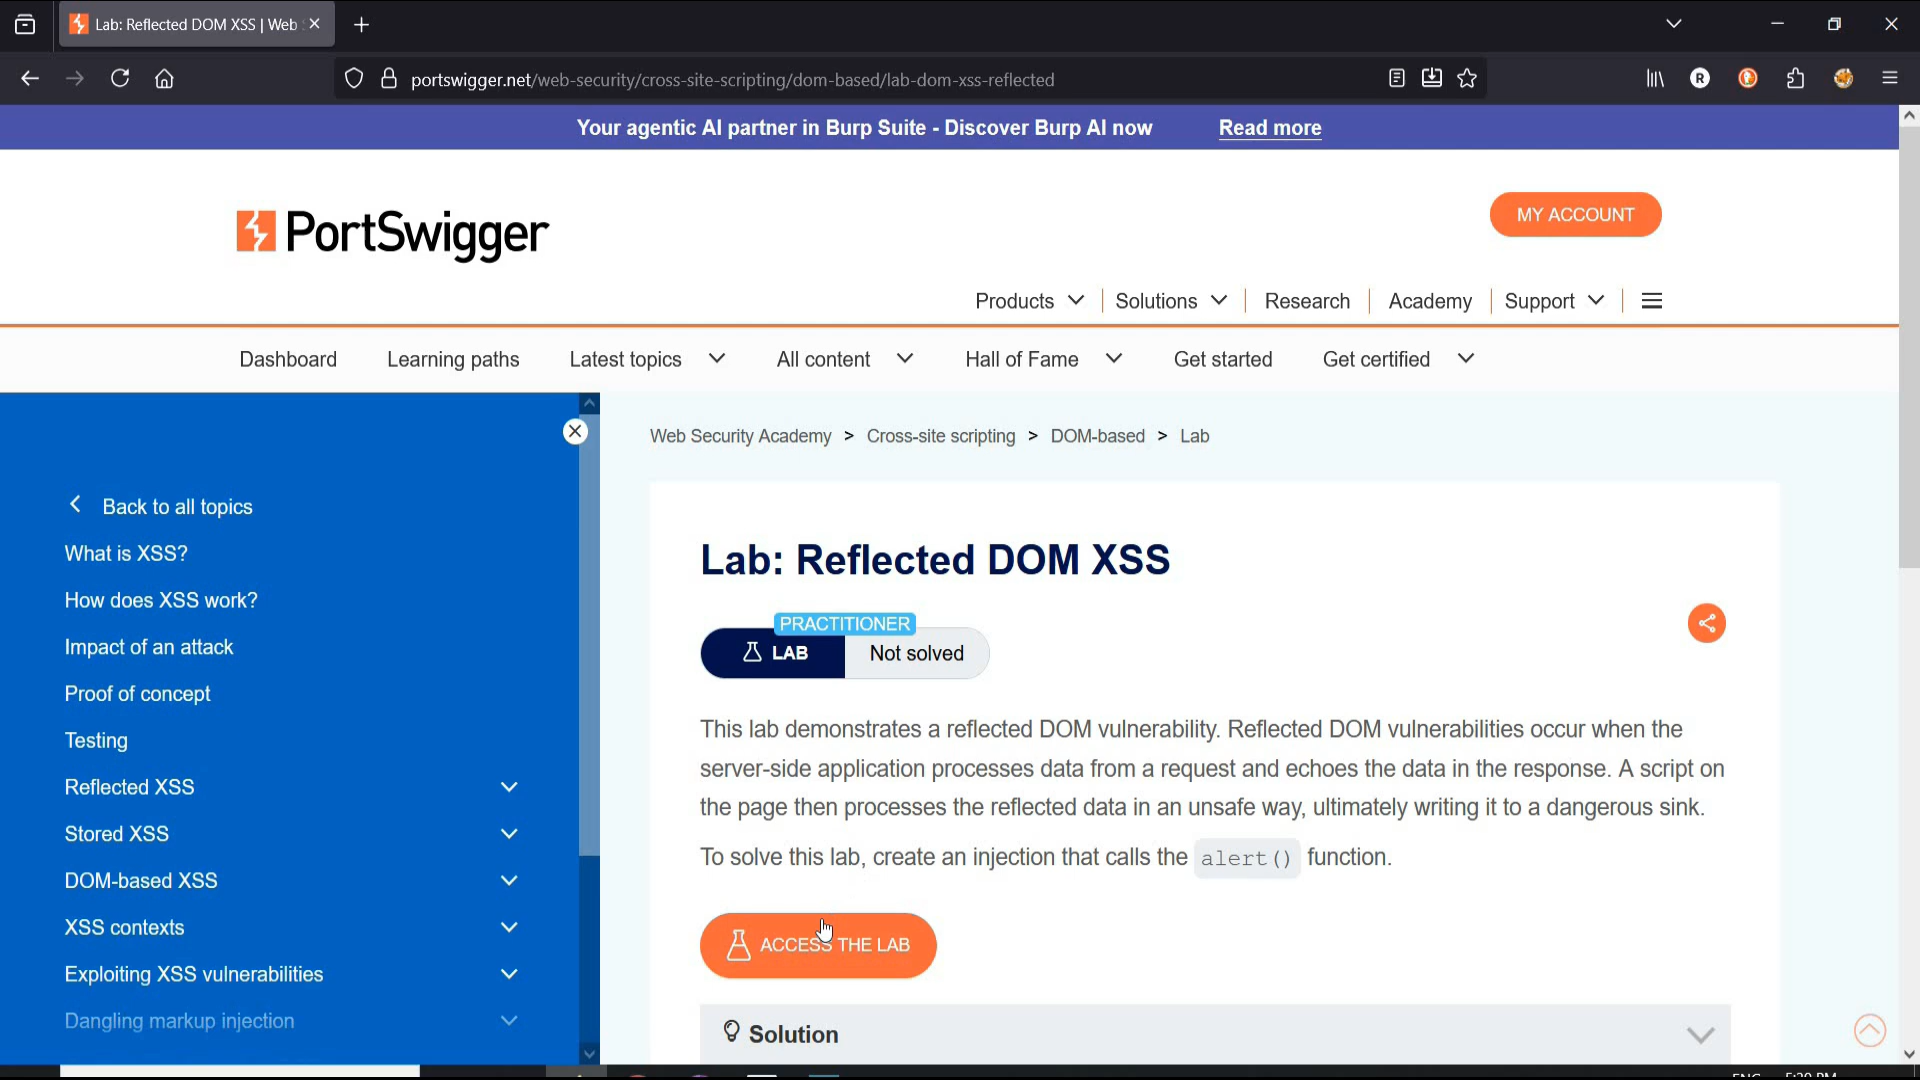 Lab: Reflected DOM XSS | Web
portswigger.net/web-security/cross-site-scripting/dom-based/lab-dom-xss-reflected
R
Your agentic AI partner in Burp Suite - Discover Burp AI now Read more
PortSwigger
MY ACCOUNT
Products Solutions Research Academy Support
Dashboard Learning paths Latest topics All content Hall of Fame Get started Get certified
Web Security Academy > Cross-site scripting > DOM-based > Lab
Back to all topics
What is XSS?
How does XSS work?
Impact of an attack
Proof of concept
Testing
Reflected XSS
Stored XSS
DOM-based XSS
XSS contexts
Exploiting XSS vulnerabilities
Dangling markup injection
Lab: Reflected DOM XSS
PRACTITIONER
LAB Not solved
This lab demonstrates a reflected DOM vulnerability. Reflected DOM vulnerabilities occur when the
server-side application processes data from a request and echoes the data in the response. A script on
the page then processes the reflected data in an unsafe way, ultimately writing it to a dangerous sink.
To solve this lab, create an injection that calls the alert() function.
ACCESS THE LAB
Solution